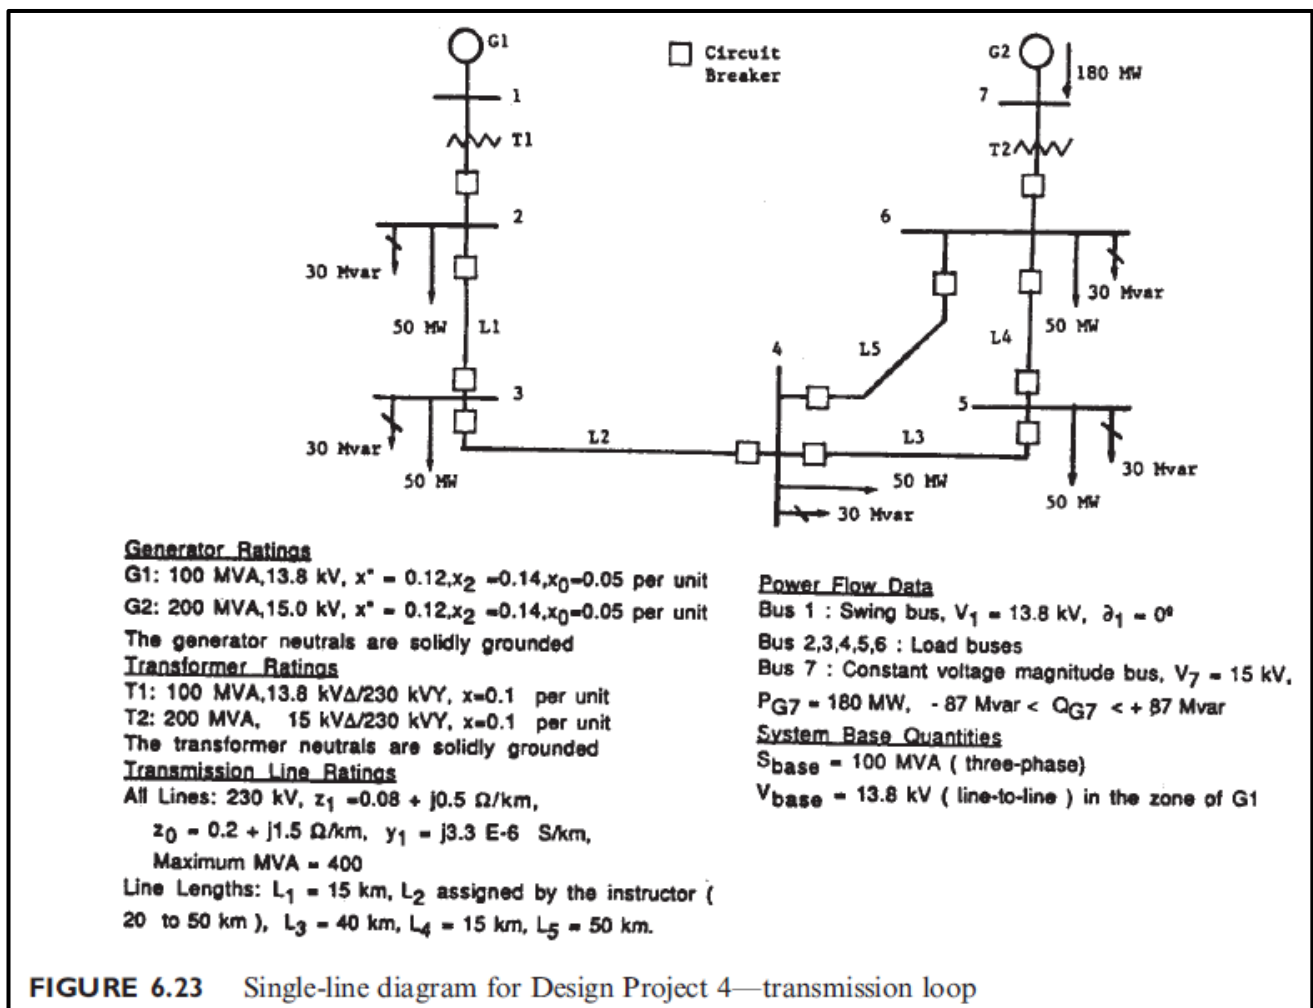 G1
Circuit
Breaker
G2
180 MW
1
7
T1
T2
2
6
30 Mvar
50 MW
L1
30 Mvar
50 MW
L4
L5
4
3
5
30 Mvar
50 MW
L2
L3
50 MW
30 Mvar
50 MW
30 Mvar
Generator Ratings
G1: 100 MVA,13.8 kV, x" = 0.12,x2 =0.14,x0=0.05 per unit
G2: 200 MVA,15.0 kV, x" = 0.12,x2 =0.14,x0=0.05 per unit
The generator neutrals are solidly grounded
Transformer Ratings
T1: 100 MVA,13.8 kVΔ/230 kVY, x=0.1 per unit
T2: 200 MVA, 15 kVΔ/230 kVY, x=0.1 per unit
The transformer neutrals are solidly grounded
Transmission Line Ratings
All Lines: 230 kV, z1 =0.08 + j0.5 Ω/km,
z0 = 0.2 + j1.5 Ω/km, y1 = j3.3 E-6 S/km,
Maximum MVA = 400
Line Lengths: L1 = 15 km, L2 assigned by the instructor (
20 to 50 km ), L3 = 40 km, L4 = 15 km, L5 = 50 km.
Power Flow Data
Bus 1 : Swing bus, V1 = 13.8 kV, ∂1 = 0º
Bus 2,3,4,5,6 : Load buses
Bus 7 : Constant voltage magnitude bus, V7 = 15 kV,
PG7 = 180 MW, - 87 Mvar < QG7 < + 87 Mvar
System Base Quantities
Sbase = 100 MVA ( three-phase)
Vbase = 13.8 kV ( line-to-line ) in the zone of G1
FIGURE 6.23 Single-line diagram for Design Project 4—transmission loop